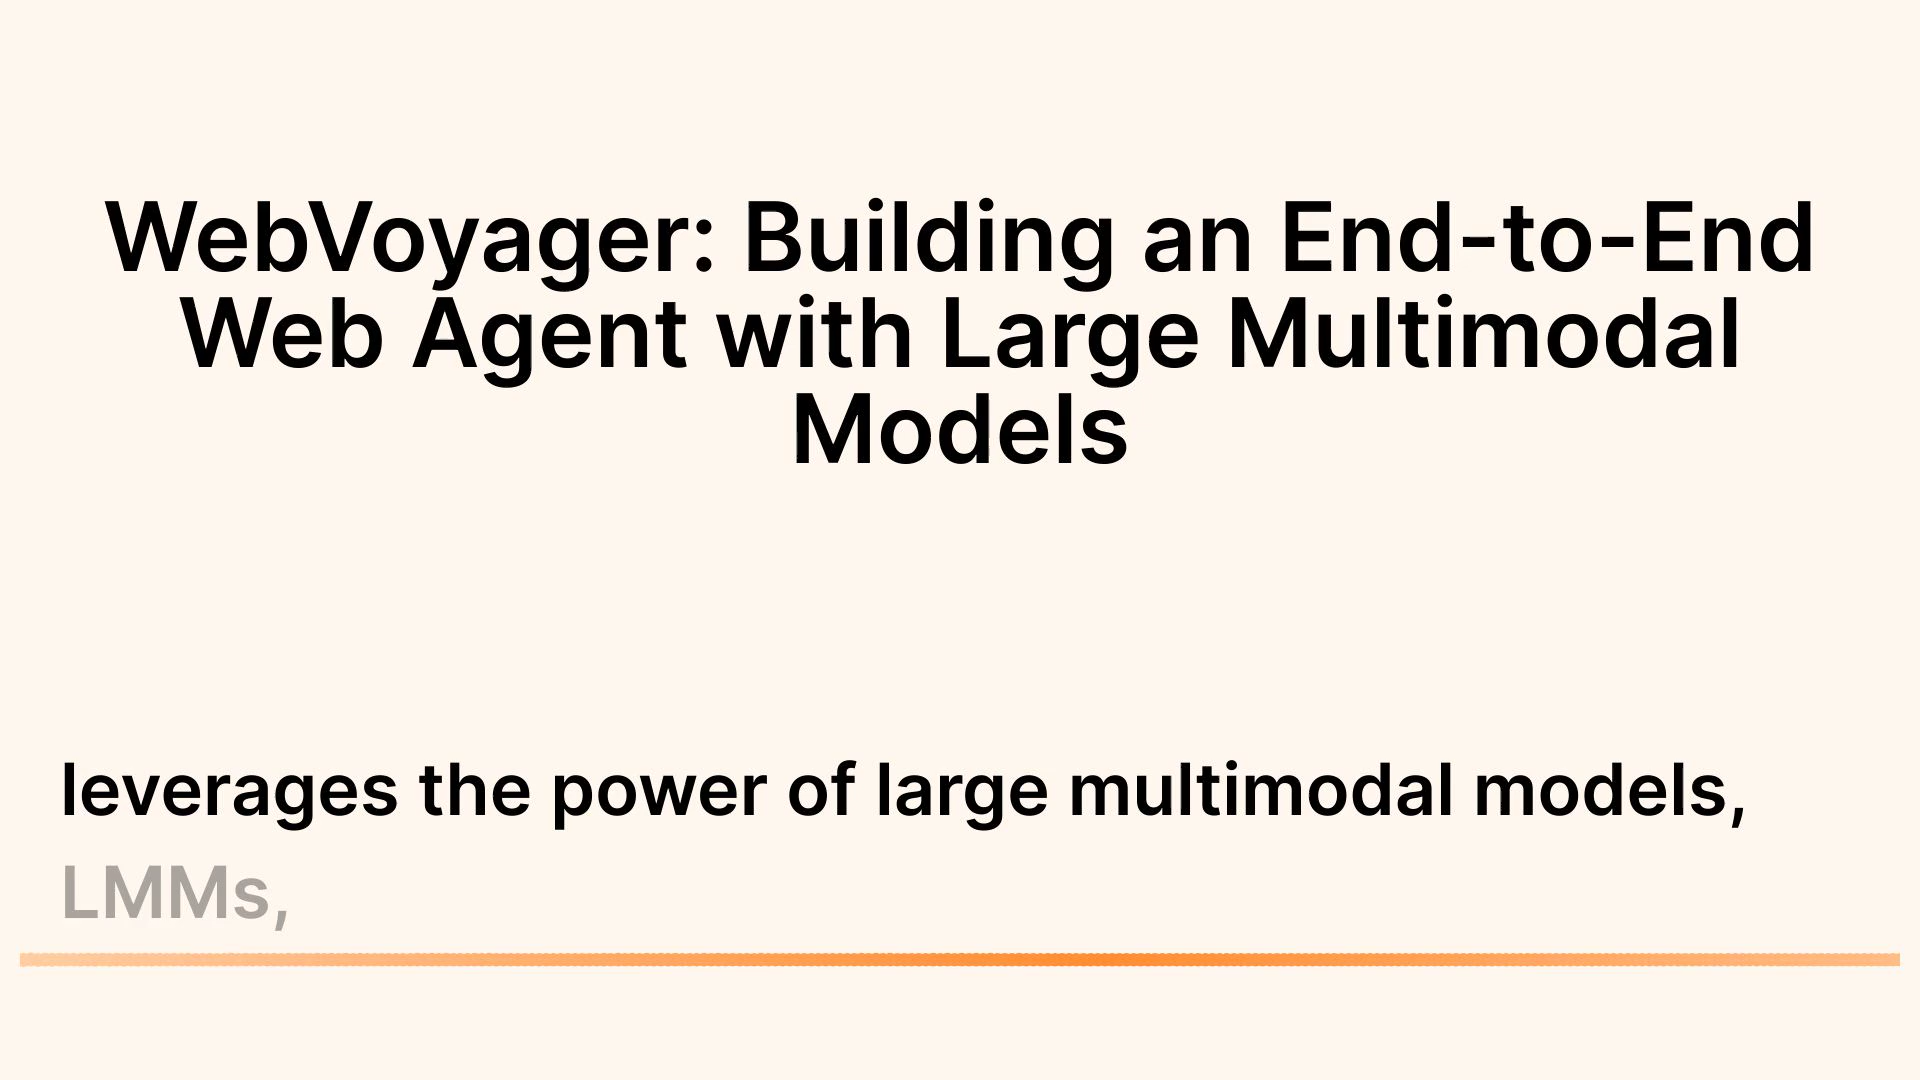 WebVoyager: Building an End-to-End
Web Agent with Large Multimodal
Models
leverages the power of large multimodal models,
LMMs,